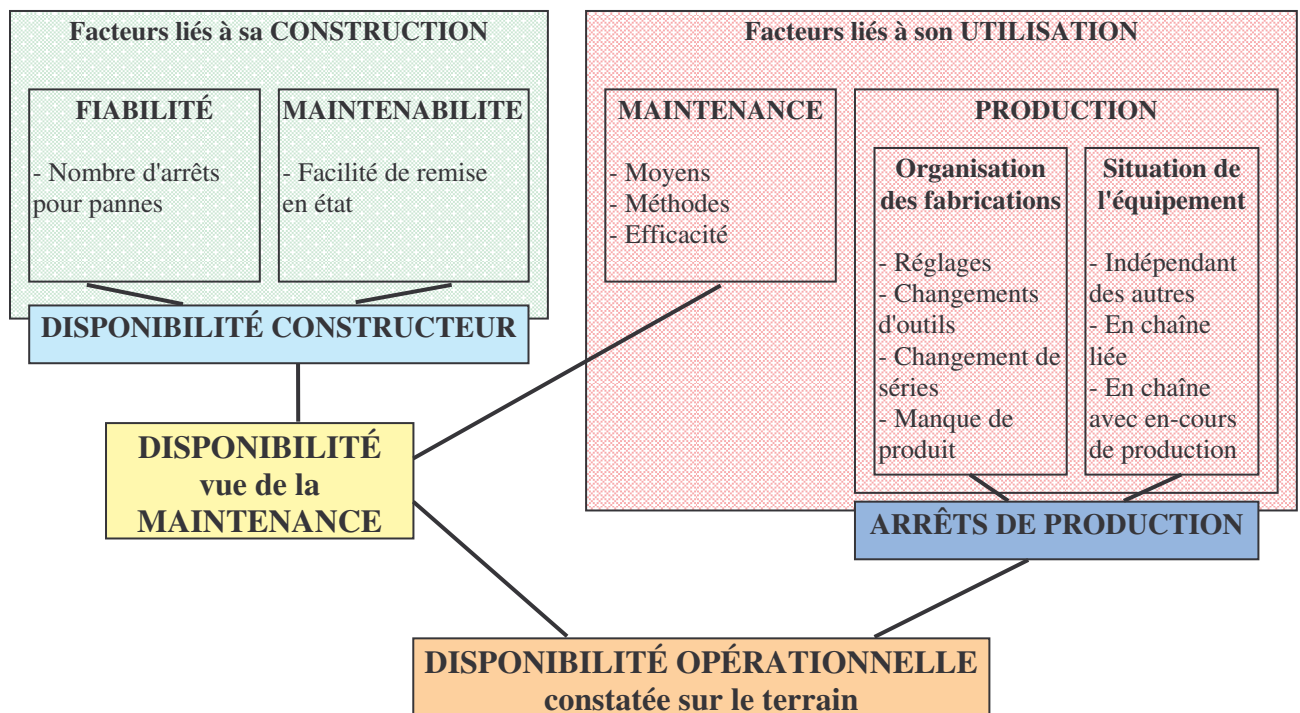 Facteurs liés à sa CONSTRUCTION
FIABILITÉ
- Nombre d'arrêts
pour pannes
MAINTENABILITE
- Facilité de remise
en état
DISPONIBILITÉ CONSTRUCTEUR
Facteurs liés à son UTILISATION
MAINTENANCE
- Moyens
- Méthodes
- Efficacité
PRODUCTION
Organisation
des fabrications
- Réglages
- Changements
d'outils
- Changement de
séries
- Manque de
produit
Situation de
l'équipement
- Indépendant
des autres
- En chaîne
liée
- En chaîne
avec en-cours
de production
DISPONIBILITÉ
vue de la
MAINTENANCE
ARRÊTS DE PRODUCTION
DISPONIBILITÉ OPÉRATIONNELLE
constatée sur le terrain